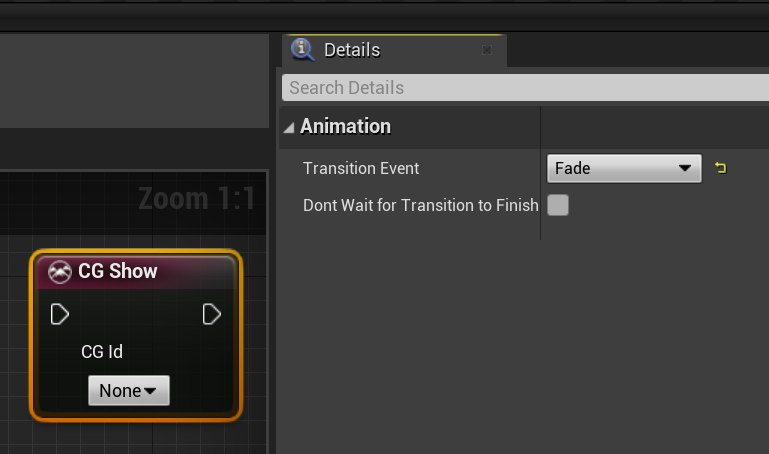 Details
Search Details
Animation
Transition Event
Fade
Dont Wait for Transition to Finish
Zoom 1:1
CG Show
CG Id
None